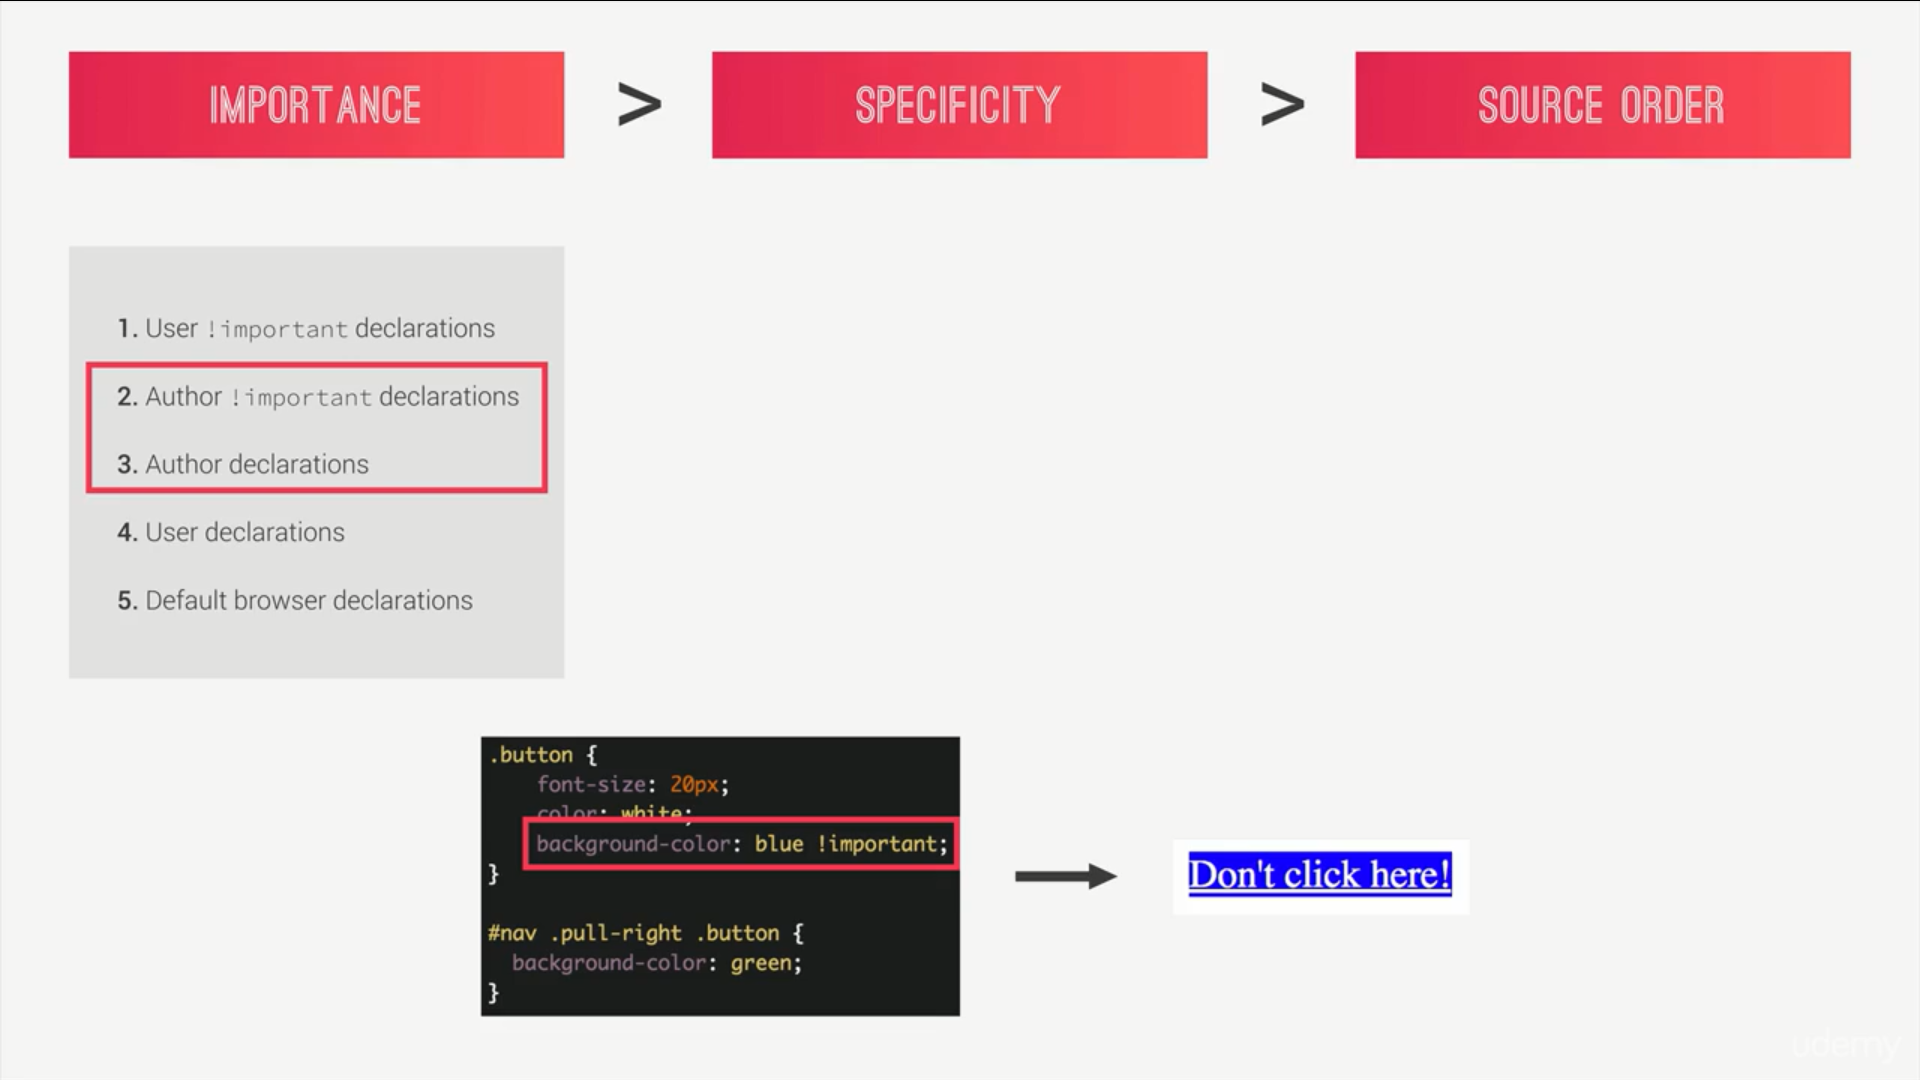 IMPORTANCE > SPECIFICITY > SOURCE ORDER
1. User !important declarations
2. Author !important declarations
3. Author declarations
4. User declarations
5. Default browser declarations
.button {
font-size: 20px;
color: white;
background-color: blue !important;
}
#nav .pull-right .button {
background-color: green;
}
Don't click here!
udemy